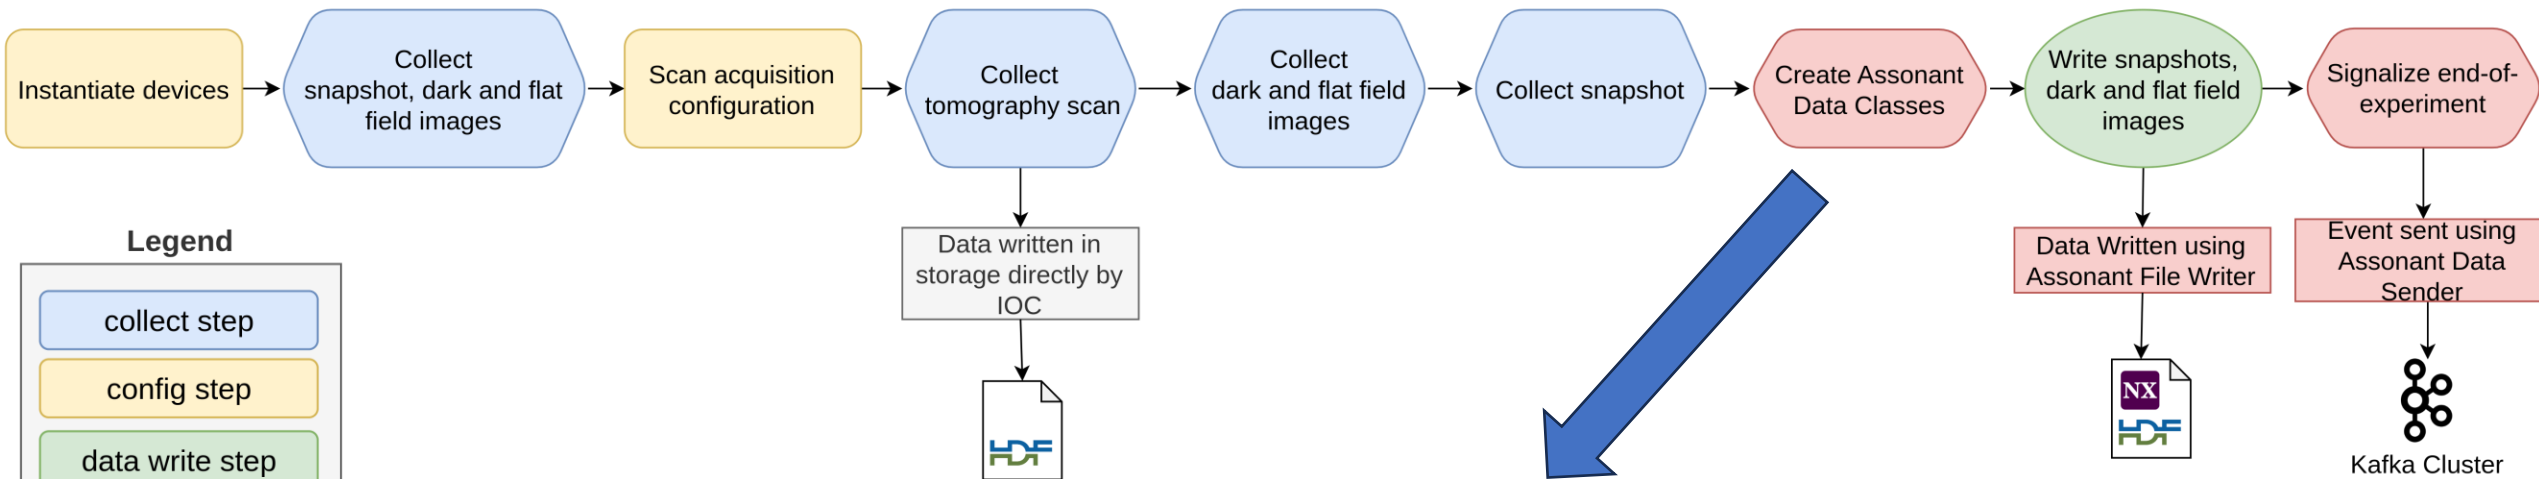 Instantiate devices
Collect
snapshot, dark and flat
field images
Scan acquisition
configuration
Collect
tomography scan
Collect
dark and flat field
images
Collect snapshot
Create Assonant
Data Classes
Write snapshots,
dark and flat field
images
Signalize end-of-
experiment
Data written in
storage directly by
IOC
Data Written using
Assonant File Writer
Event sent using
Assonant Data
Sender
HDF
NX
HDF
Kafka Cluster
Legend
collect step
config step
data write step